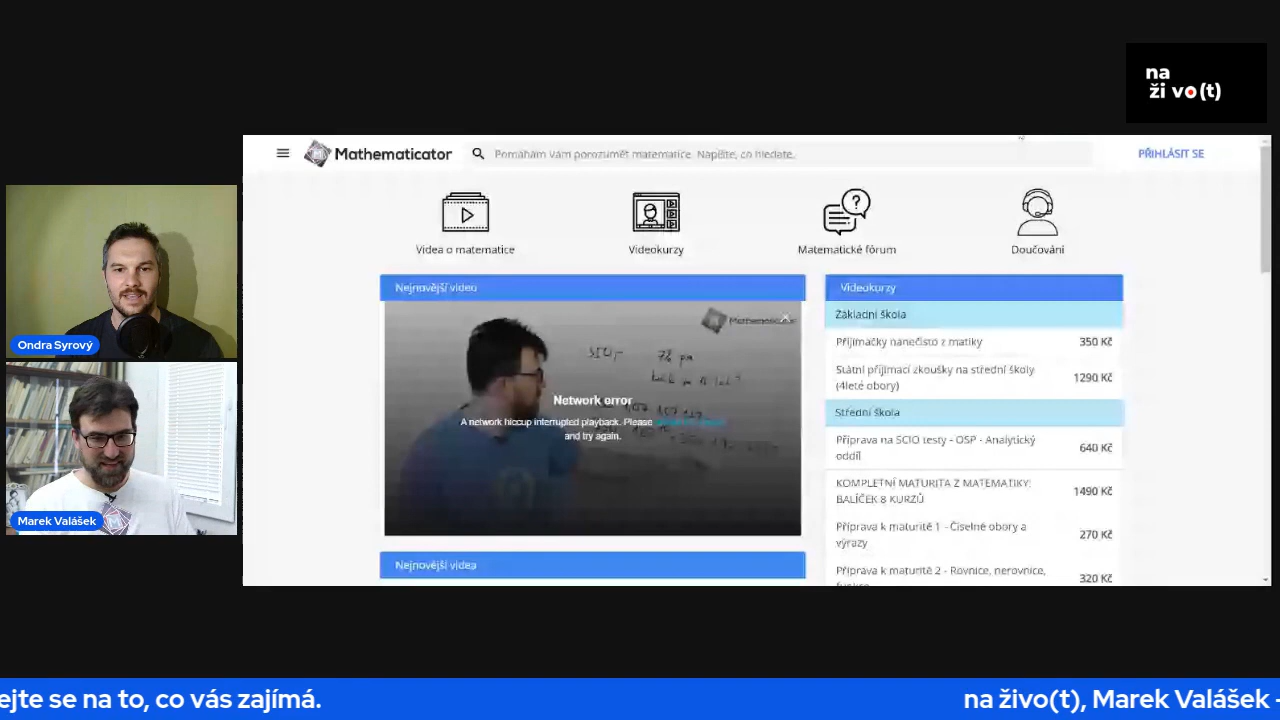 na
ži vo(t)
Mathematicator
Pomáhám Vám porozumět matematice. Napište, co hledáte.
PŘIHLÁSIT SE
Videa o matematice
Videokurzy
Matematické fórum
Doučování
Nejnovější video
Videokurzy
Mathematicator
Základní škola
Přijímačky nanečisto z matiky
350 Kč
Státní přijímací zkoušky na střední školy
(4leté obory)
1290 Kč
Network error
A network hiccup interrupted playback. Please
and try again.
Střední škola
testy - OSP - Analytický
oddíl
640 Kč
KOMPLETNÍ MATURITA Z MATEMATIKY:
BALÍČEK 8 KURZŮ
1490 Kč
Příprava k maturitě 1 - Číselné obory a
výrazy
270 Kč
Nejnovější videa
Příprava k maturitě 2 - Rovnice, nerovnice,
funkce
320 Kč
Ondra Syrový
Marek Valášek
ejte se na to, co vás zajímá.
na živo(t), Marek Valášek -